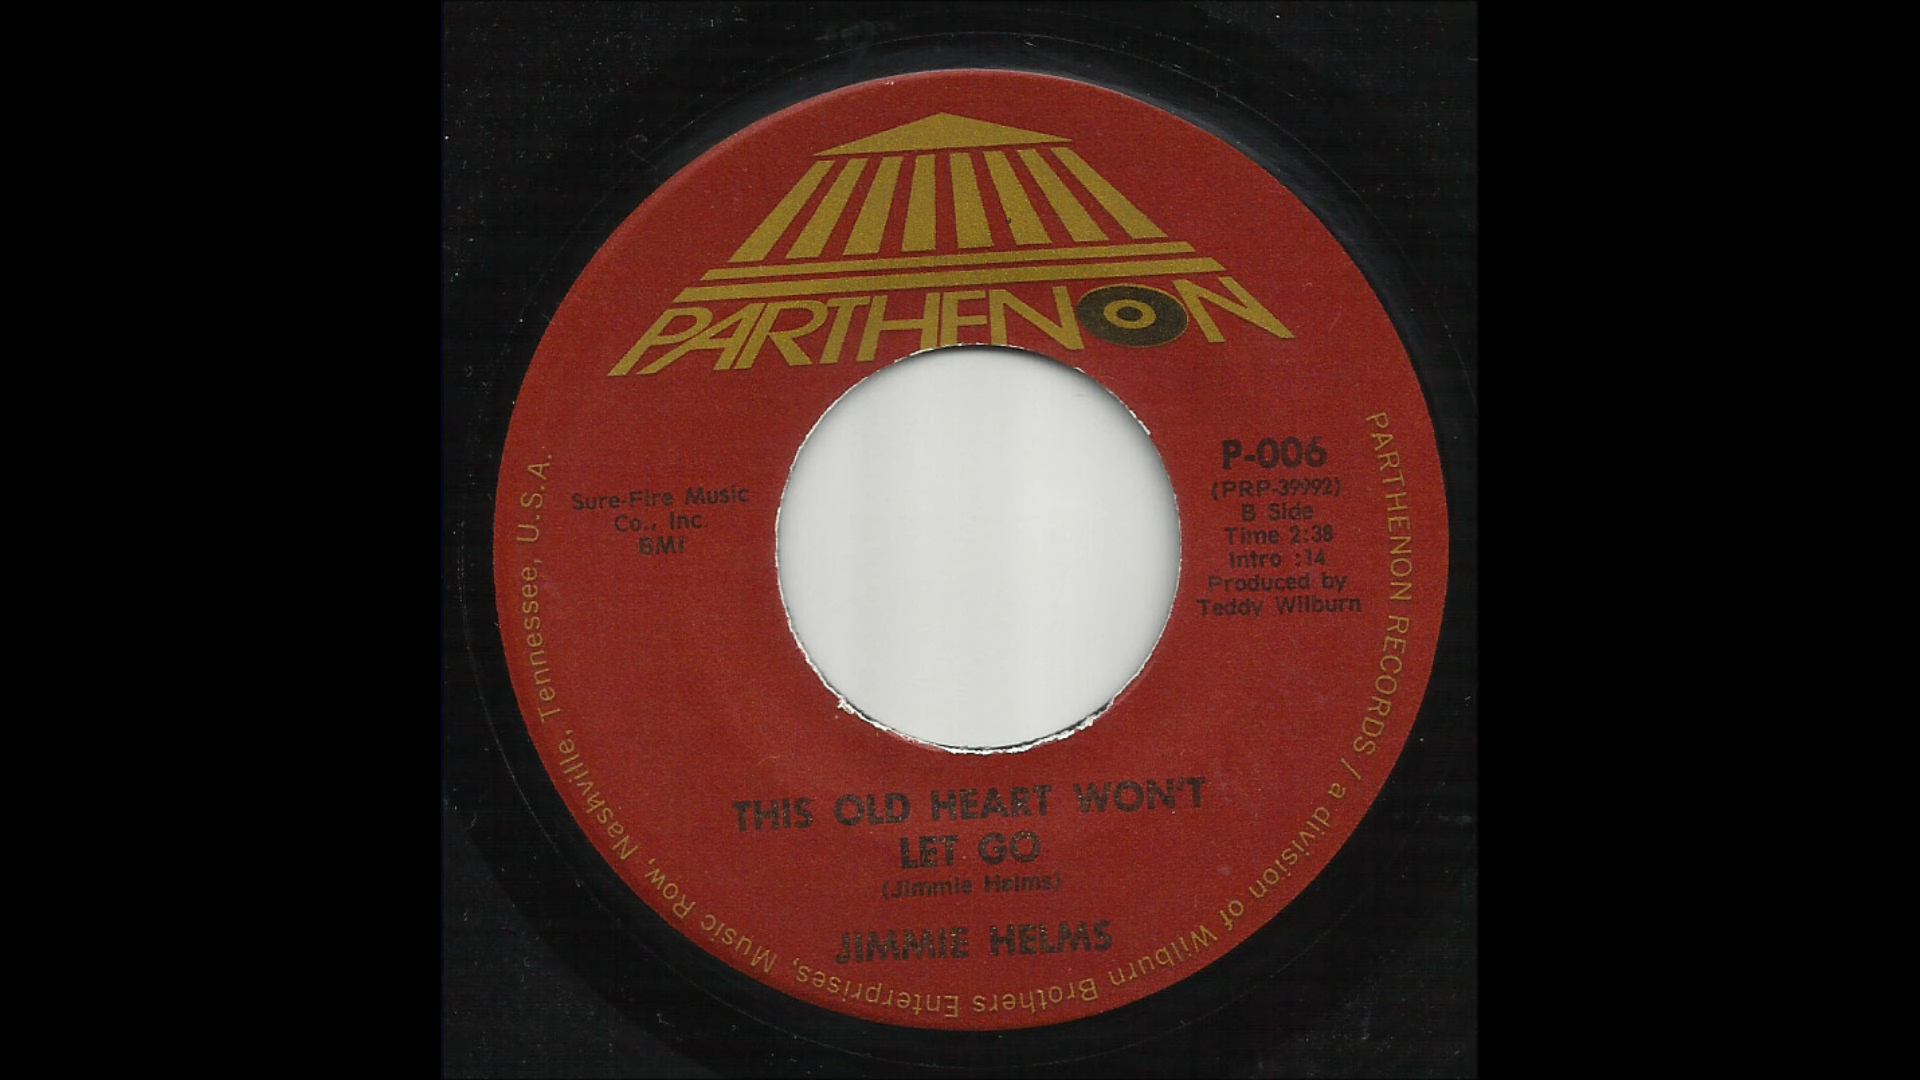 PARTHENON
Sure-Fire Music
Co., Inc.
BMI
P-006
(PRP-39992)
B Side
Time 2:38
Intro :14
Produced by
Teddy Wilburn
THIS OLD HEART WON'T
LET GO
(Jimmie Helms)
JIMMIE HELMS
PARTHENON RECORDS / a division of Wilburn Brothers Enterprises, Music Row, Nashville, Tennessee, U.S.A.